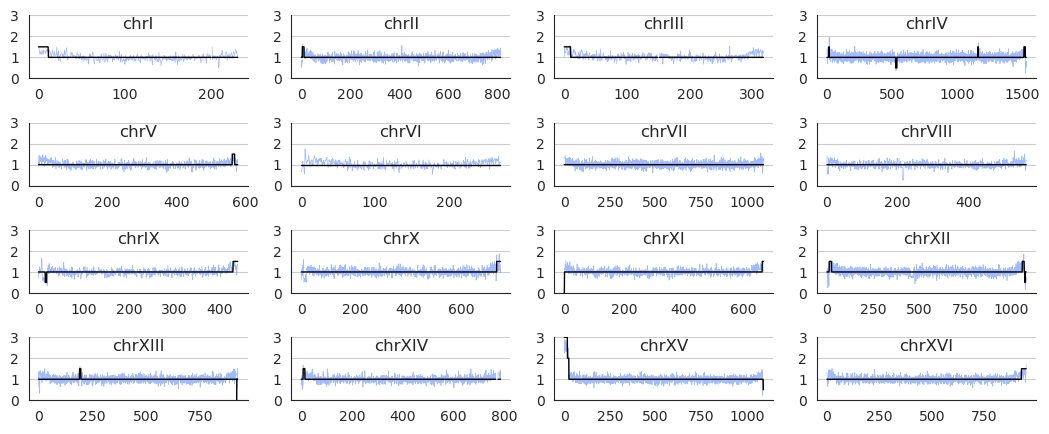 3 2 1 0 chrI 0 100 200
3 2 1 0 chrII 0 200 400 600 800
3 2 1 0 chrIII 0 100 200 300
3 2 1 0 chrIV 0 500 1000 1500
3 2 1 0 chrV 0 200 400 600
3 2 1 0 chrVI 0 100 200
3 2 1 0 chrVII 0 250 500 750 1000
3 2 1 0 chrVIII 0 200 400
3 2 1 0 chrIX 0 100 200 300 400
3 2 1 0 chrX 0 200 400 600
3 2 1 0 chrXI 0 200 400 600
3 2 1 0 chrXII 0 250 500 750 1000
3 2 1 0 chrXIII 0 250 500 750
3 2 1 0 chrXIV 0 200 400 600 800
3 2 1 0 chrXV 0 250 500 750 1000
3 2 1 0 chrXVI 0 250 500 750